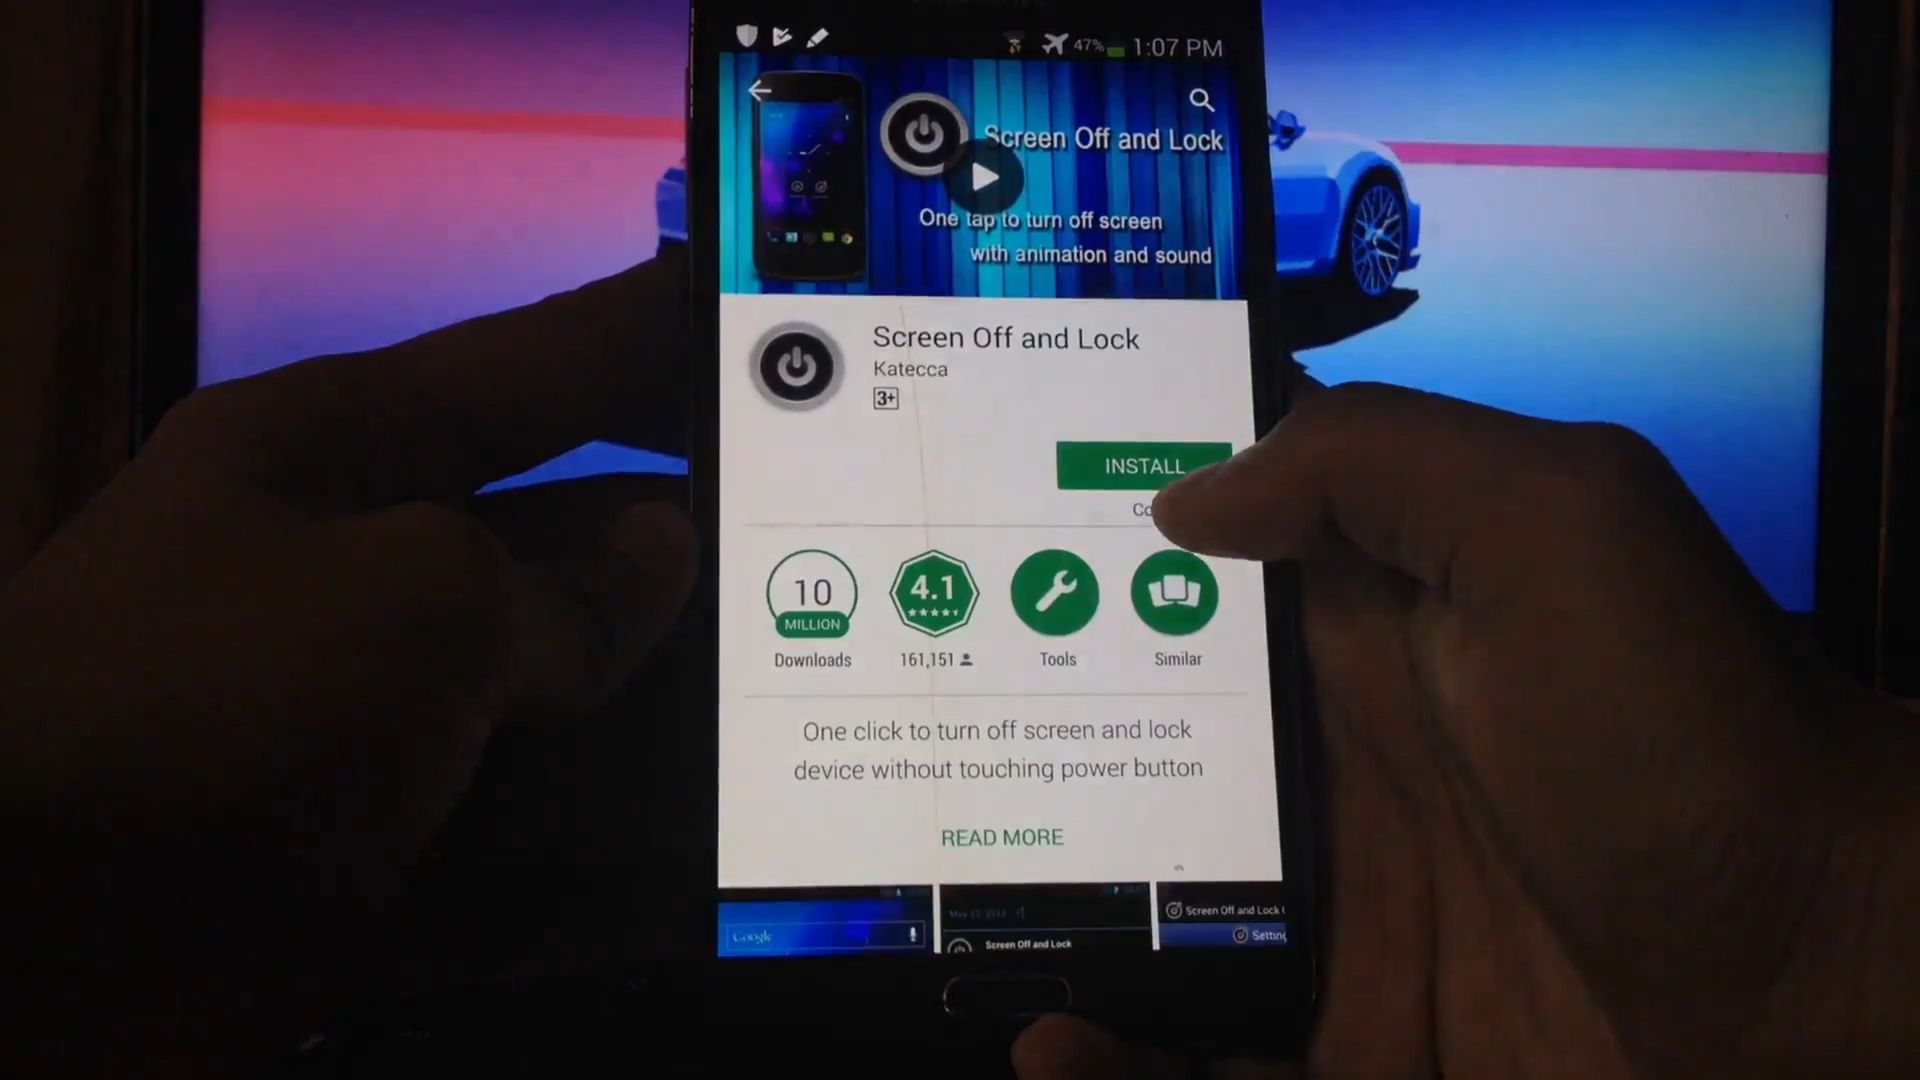 47% 1:07 PM
Screen Off and Lock
One tap to turn off screen
with animation and sound
Screen Off and Lock
Katecca
3+
INSTALL
10
MILLION
4.1
Downloads
161,151
Tools
Similar
One click to turn off screen and lock
device without touching power button
READ MORE
Google
Screen Off and Lock
Screen Off and Lock